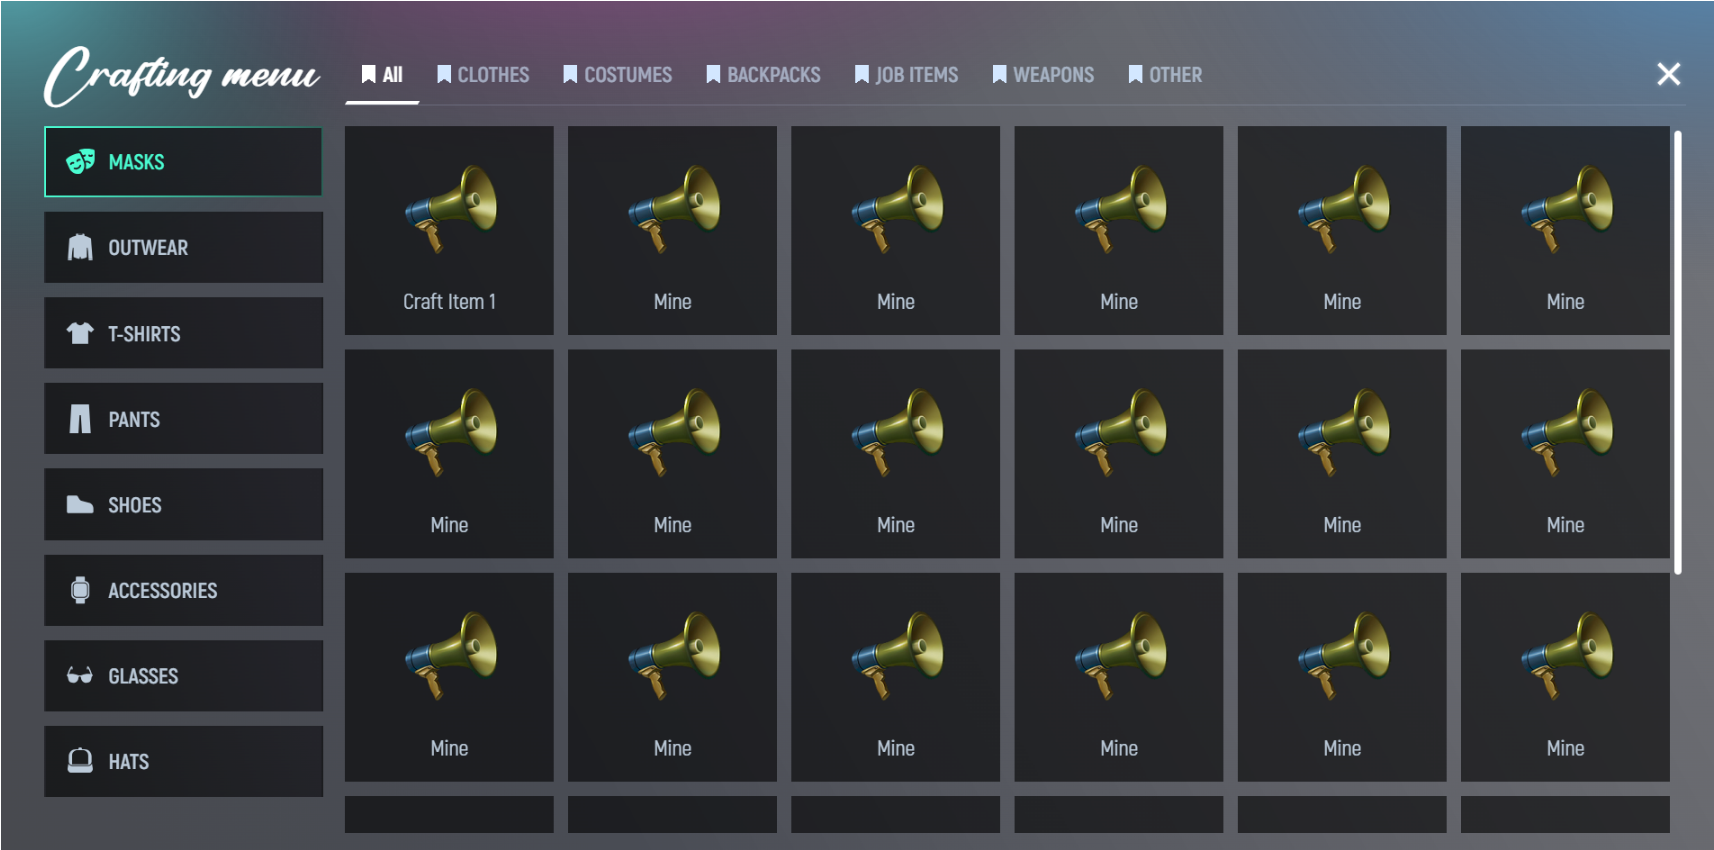 Crafting menu
All CLOTHES COSTUMES BACKPACKS JOB ITEMS WEAPONS OTHER
MASKS
OUTWEAR
T-SHIRTS
PANTS
SHOES
ACCESSORIES
GLASSES
HATS
Craft Item 1 Mine Mine Mine Mine Mine
Mine Mine Mine Mine Mine Mine
Mine Mine Mine Mine Mine Mine